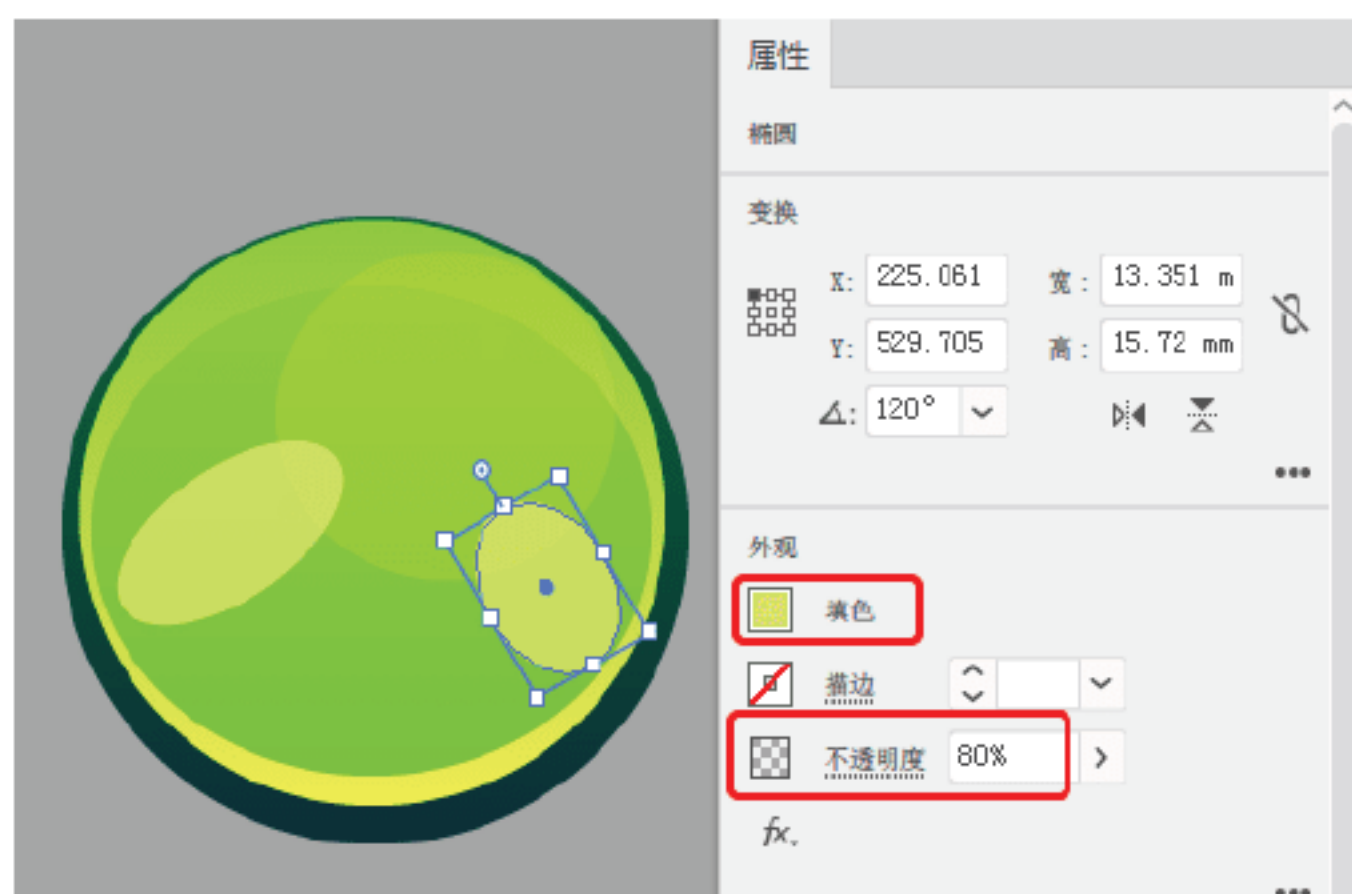 属性
椭圆
变换
X: 225.061 宽: 13.351 m
Y: 529.705 高: 15.72 mm
120°
外观
填色
描边
不透明度 80%
fx.